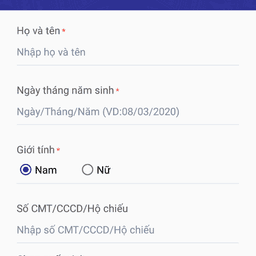 Họ và tên *
Nhập họ và tên
Ngày tháng năm sinh *
Ngày/Tháng/Năm (VD:08/03/2020)
Giới tính *
Nam Nữ
Số CMT/CCCD/Hộ chiếu
Nhập số CMT/CCCD/Hộ chiếu